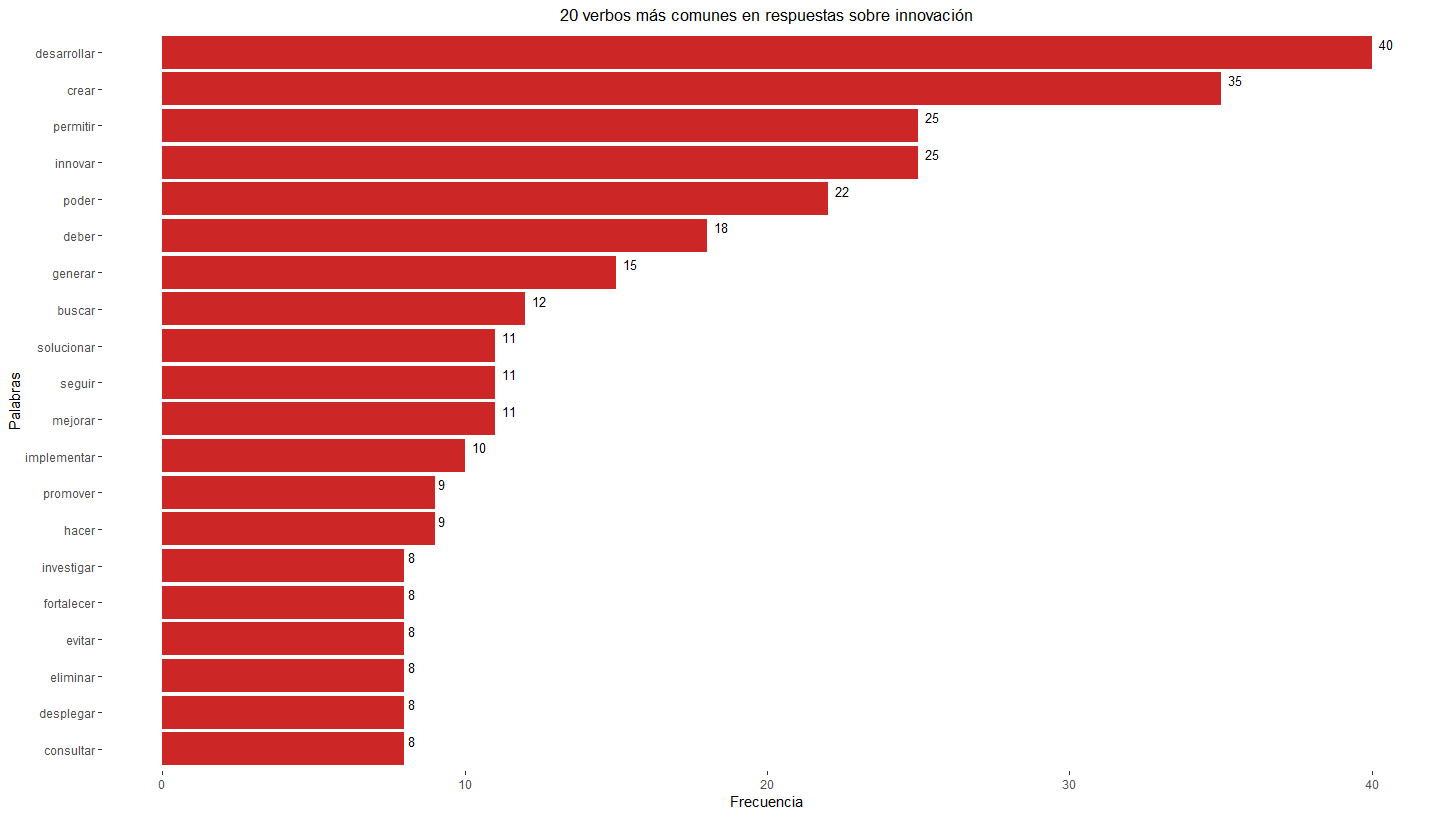 20 verbos más comunes en respuestas sobre innovación
desarrollar 40
crear 35
permitir 25
innovar 25
poder 22
deber 18
generar 15
buscar 12
solucionar 11
seguir 11
mejorar 11
implementar 10
promover 9
hacer 9
investigar 8
fortalecer 8
evitar 8
eliminar 8
desplegar 8
consultar 8
Palabras
0 10 20 30 40
Frecuencia